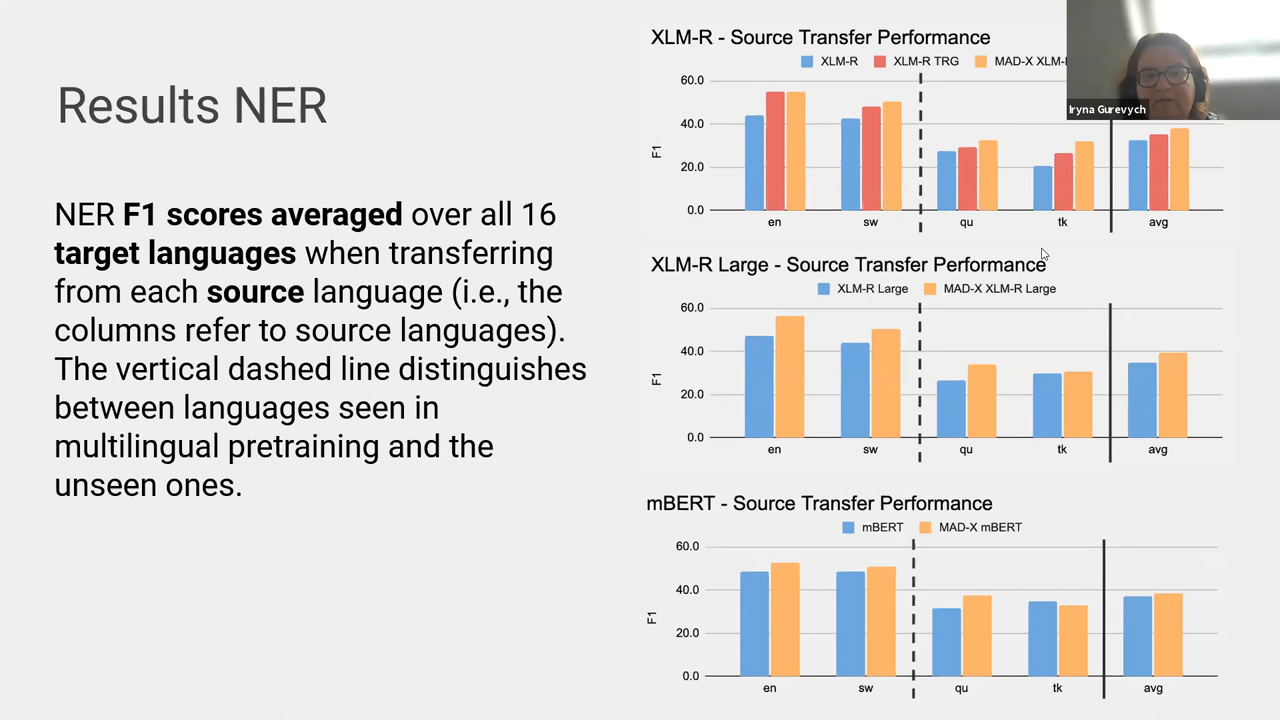 Results NER
NER F1 scores averaged over all 16
target languages when transferring
from each source language (i.e., the
columns refer to source languages).
The vertical dashed line distinguishes
between languages seen in
multilingual pretraining and the
unseen ones.
XLM-R - Source Transfer Performance
XLM-R XLM-R TRG MAD-X
60.0
40.0
20.0
0.0
F1
en sw qu tk avg
Iryna Gurevych
XLM-R Large - Source Transfer Performance
XLM-R Large MAD-X XLM-R Large
60.0
40.0
20.0
0.0
F1
en sw qu tk avg
mBERT - Source Transfer Performance
mBERT MAD-X mBERT
60.0
40.0
20.0
0.0
F1
en sw qu tk avg